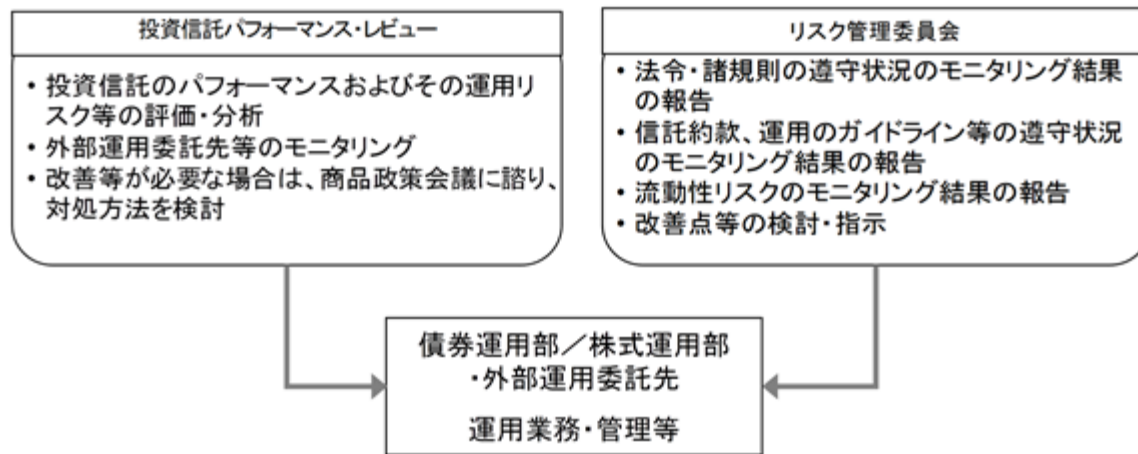 投資信託パフォーマンス・レビュー
• 投資信託のパフォーマンスおよびその運用リ
スク等の評価・分析
• 外部運用委託先等のモニタリング
• 改善等が必要な場合は、商品政策会議に諮り、
対処方法を検討
リスク管理委員会
• 法令・諸規則の遵守状況のモニタリング結果
の報告
• 信託約款、運用のガイドライン等の遵守状況
のモニタリング結果の報告
• 流動性リスクのモニタリング結果の報告
• 改善点等の検討・指示
債券運用部／株式運用部
・外部運用委託先
運用業務・管理等